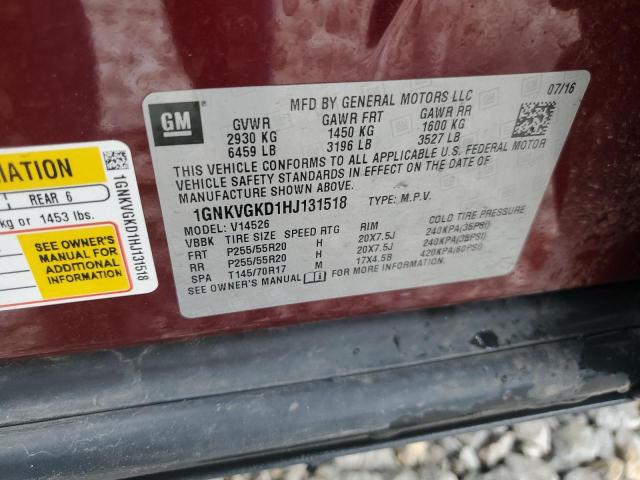 MFD BY GENERAL MOTORS LLC 07/16
GM
GVWR GAWR FRT GAWR RR
2930 KG 1450 KG 1600 KG
6459 LB 3196 LB 3527 LB
THIS VEHICLE CONFORMS TO ALL APPLICABLE U.S. FEDERAL MOTOR
VEHICLE SAFETY STANDARDS IN EFFECT ON THE DATE OF
MANUFACTURE SHOWN ABOVE.
1GNKVGKD1HJ131518 TYPE: M.P.V.
MODEL: V14526
VBBK TIRE SIZE SPEED RTG RIM COLD TIRE PRESSURE
FRT P255/55R20 H 20X7.5J 240KPA(35PSI)
RR P255/55R20 H 20X7.5J 240KPA(35PSI)
SPA T145/70R17 M 17X4.5B 420KPA(60PSI)
SEE OWNER'S MANUAL FOR MORE INFORMATION.
MATION
1 REAR 6
kg or 1453 lbs.
SEE OWNER'S
MANUAL FOR
ADDITIONAL
INFORMATION
1GNKVGKD1HJ131518